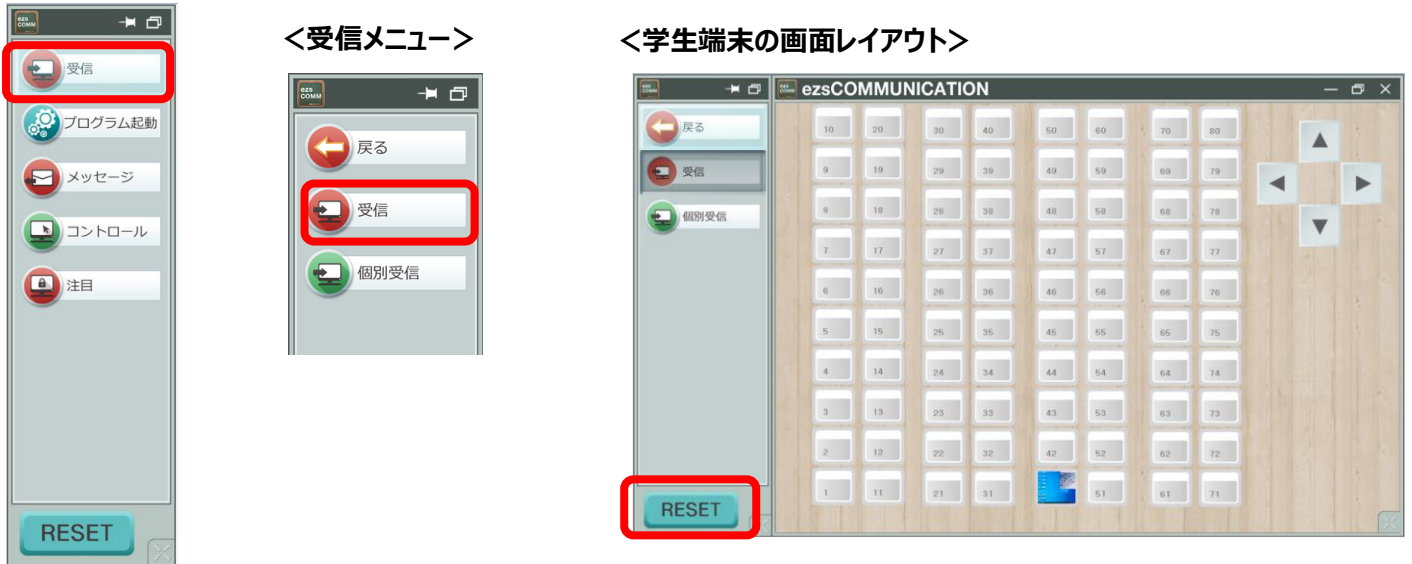 受信
プログラム起動
メッセージ
コントロール
注目
RESET
<受信メニュー>
戻る
受信
個別受信
<学生端末の画面レイアウト>
ezsCOMMUNICATION
戻る
受信
個別受信
RESET
10 20 30 40 50 60 70 80
9 19 29 39 49 59 69 79
8 18 28 38 48 58 68 78
7 17 27 37 47 57 67 77
6 16 26 36 46 56 66 76
5 15 25 35 45 55 65 75
4 14 24 34 44 54 64 74
3 13 23 33 43 53 63 73
2 12 22 32 42 52 62 72
1 11 21 31 51 61 71